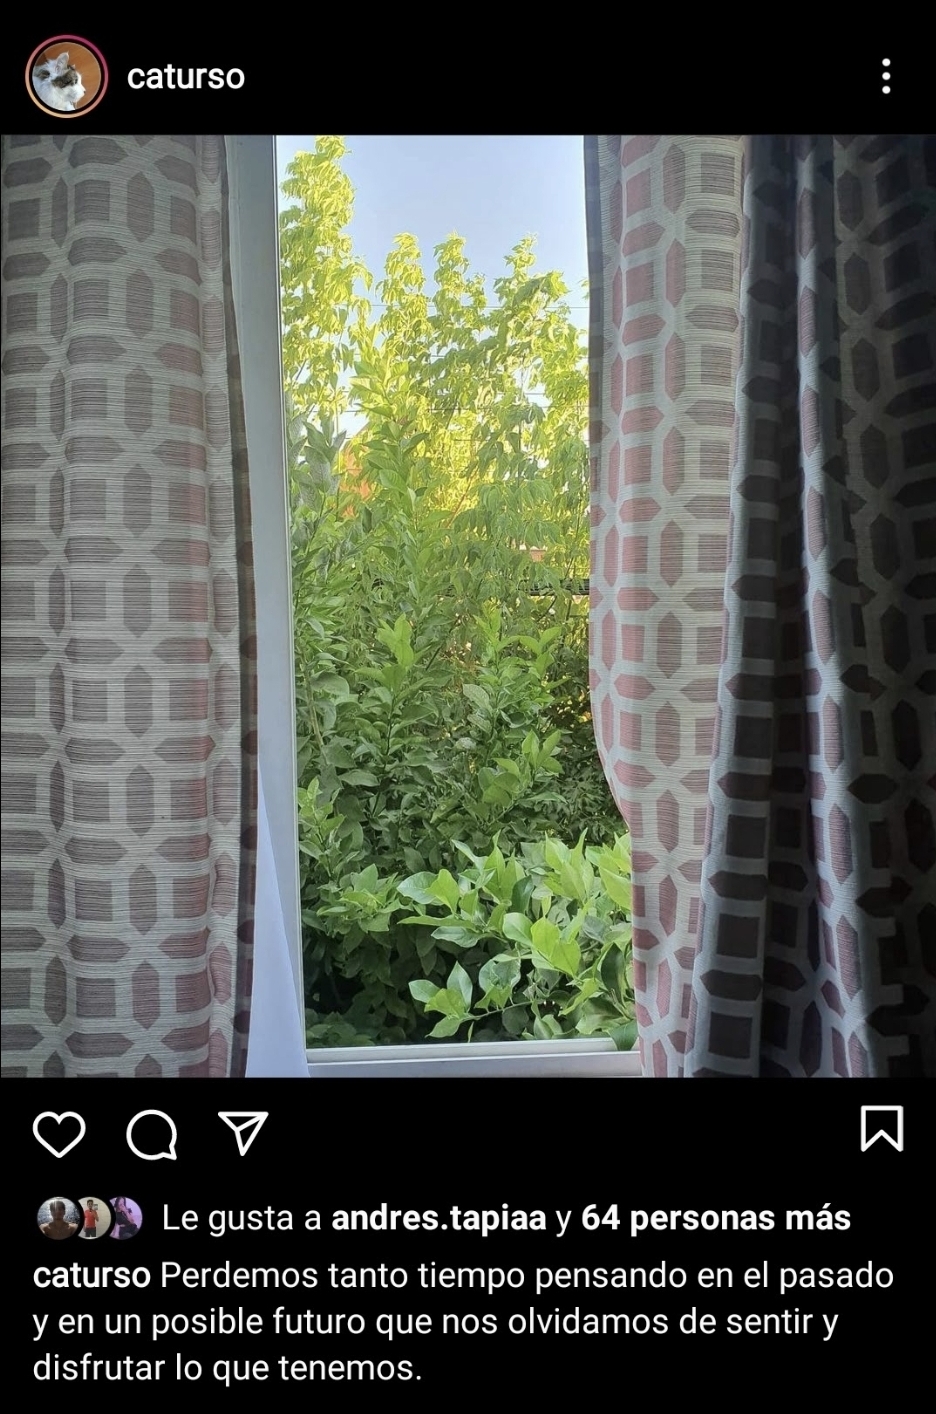 caturso
Le gusta a andres.tapiaa y 64 personas más
caturso Perdemos tanto tiempo pensando en el pasado
y en un posible futuro que nos olvidamos de sentir y
disfrutar lo que tenemos.